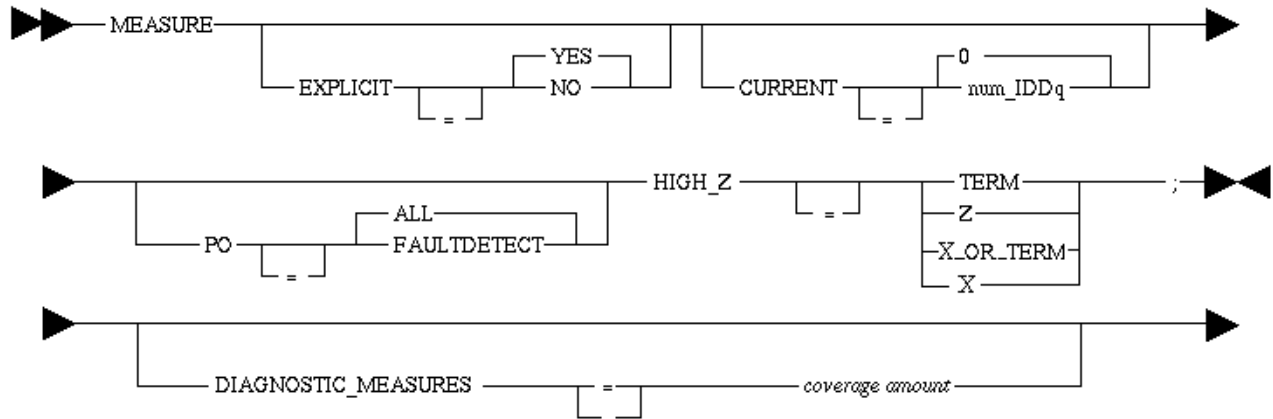 MEASURE
YES
EXPLICIT NO
=
0
CURRENT num_IDDq
=
HIGH_Z TERM ;
= Z
ALL
PO FAULTDETECT
=
X_OR_TERM
X
DIAGNOSTIC_MEASURES = coverage amount